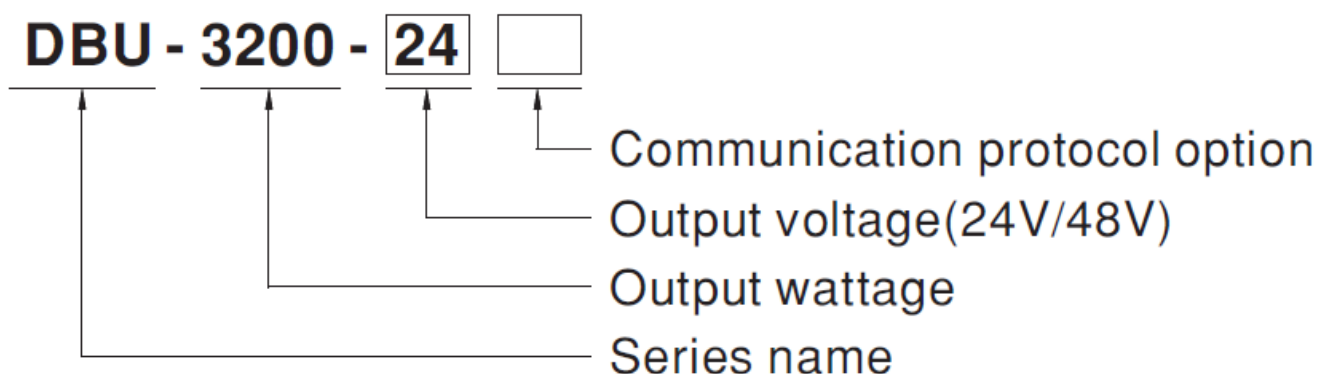 DBU - 3200 - 24
Communication protocol option
Output voltage(24V/48V)
Output wattage
Series name